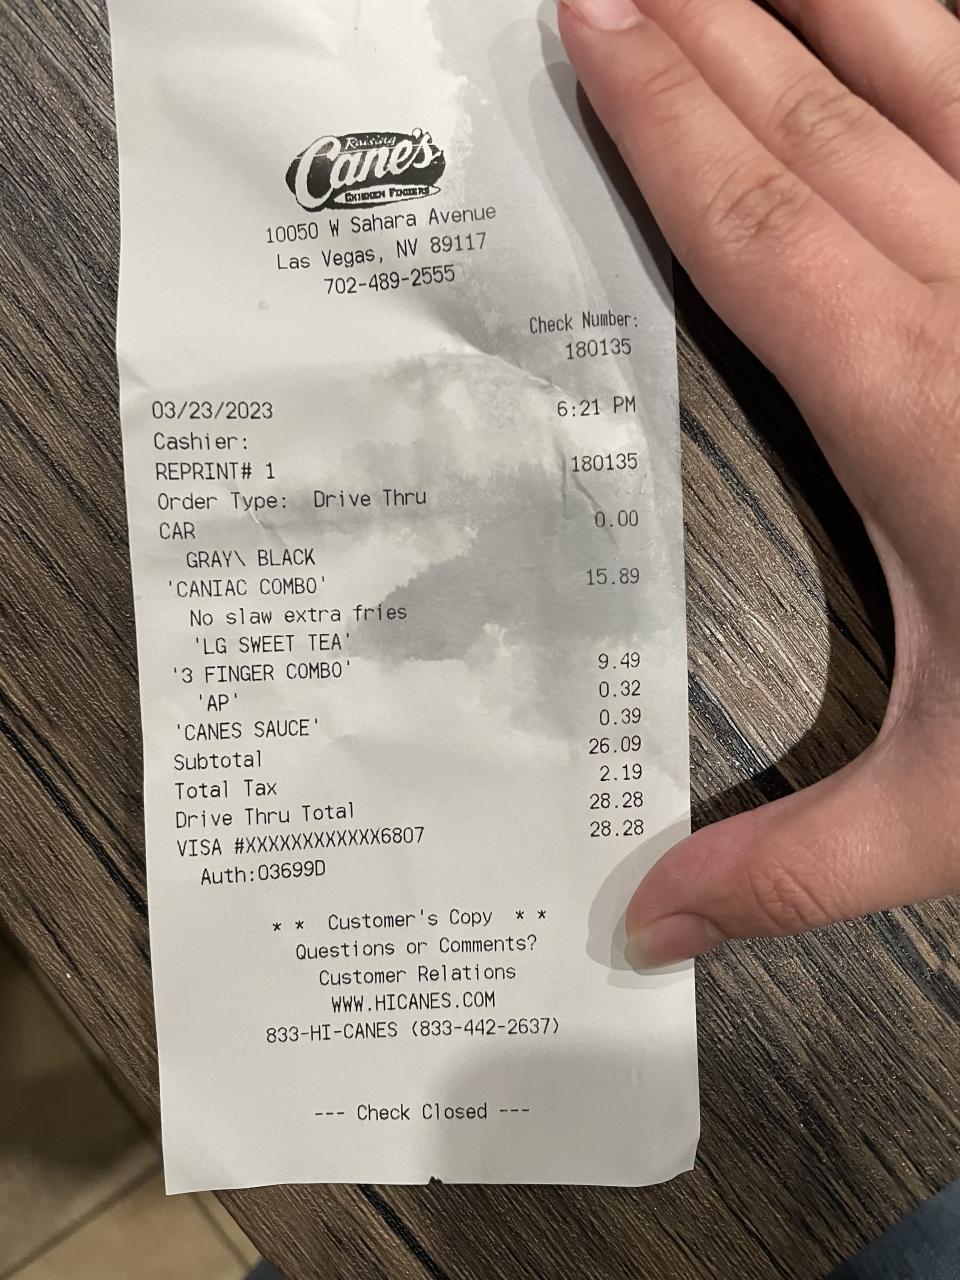 Raising
Cane's
CHICKEN FINGERS
10050 W Sahara Avenue
Las Vegas, NV 89117
702-489-2555
Check Number:
180135
03/23/2023 6:21 PM
Cashier:
REPRINT# 1 180135
Order Type: Drive Thru
CAR 0.00
GRAY\ BLACK
'CANIAC COMBO' 15.89
No slaw extra fries
'LG SWEET TEA'
'3 FINGER COMBO' 9.49
'AP' 0.32
'CANES SAUCE' 0.39
Subtotal 26.09
Total Tax 2.19
Drive Thru Total 28.28
VISA #XXXXXXXXXXXX6807 28.28
Auth:03699D
* * Customer's Copy * *
Questions or Comments?
Customer Relations
WWW.HICANES.COM
833-HI-CANES (833-442-2637)
--- Check Closed ---